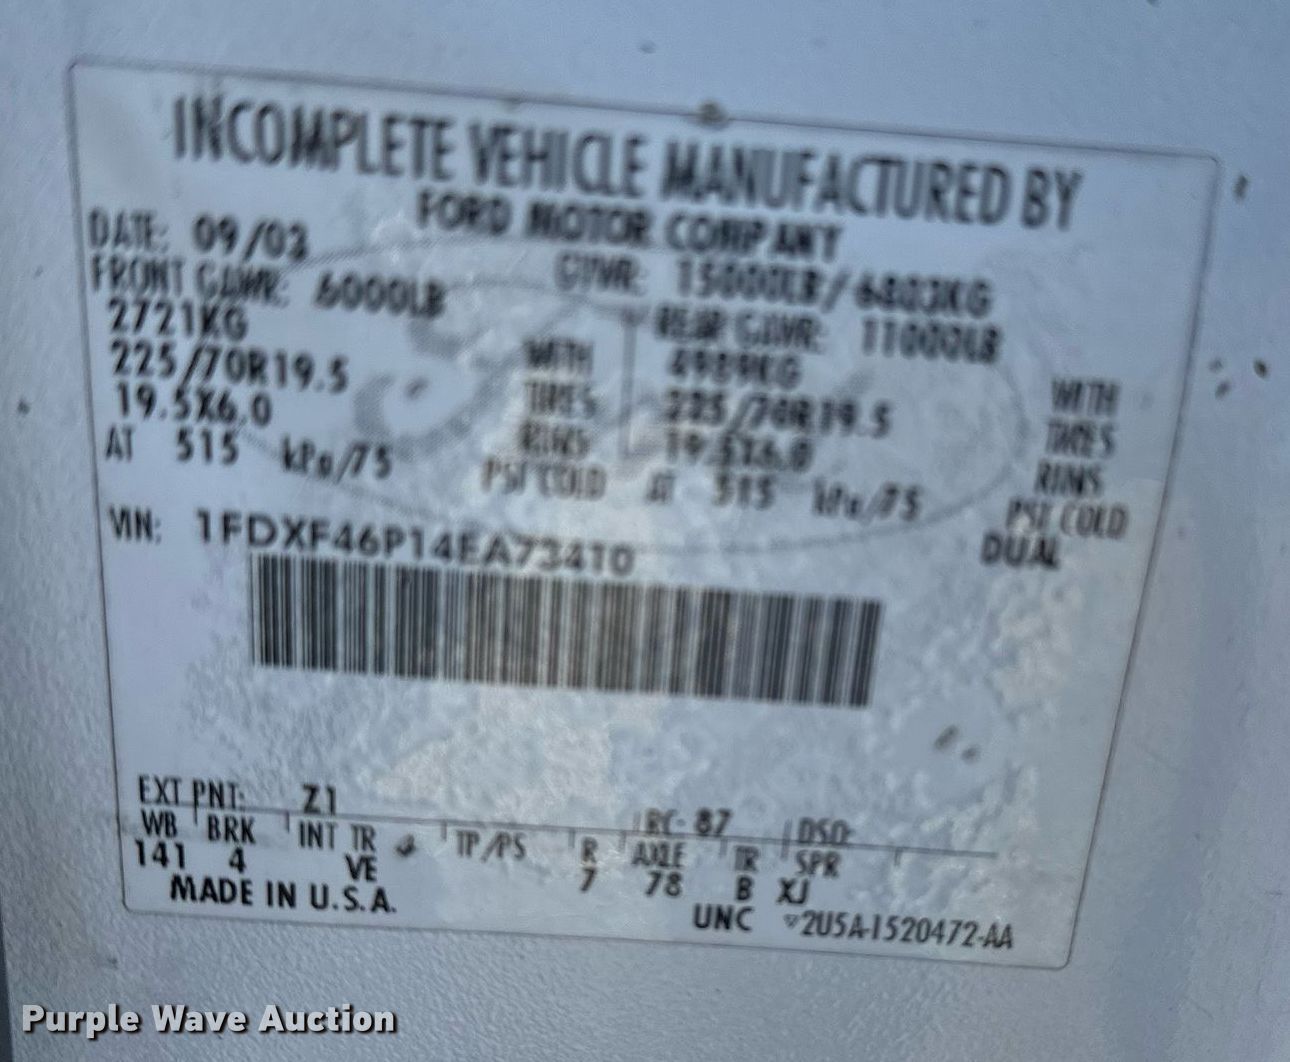 INCOMPLETE VEHICLE MANUFACTURED BY
FORD MOTOR COMPANY
DATE: 09/03 GVWR: 15000LB/6803KG
FRONT GAWR: 6000LB REAR GAWR: 11000LB
2721KG WITH 4989KG WITH
225/70R19.5 TIRES 225/70R19.5 TIRES
19.5X6.0 RIMS 19.5X6.0 RIMS
AT 515 kPa/75 PSI COLD AT 515 kPa/75 PSI COLD
DUAL
VIN: 1FDXF46P14EA73410
EXT PNT: Z1 RC: 87 DSO:
WB BRK INT TR TP/PS R AXLE TR SPR
141 4 VE 7 78 B XJ
MADE IN U.S.A.
UNC 2U5A-1520472-AA
Purple Wave Auction